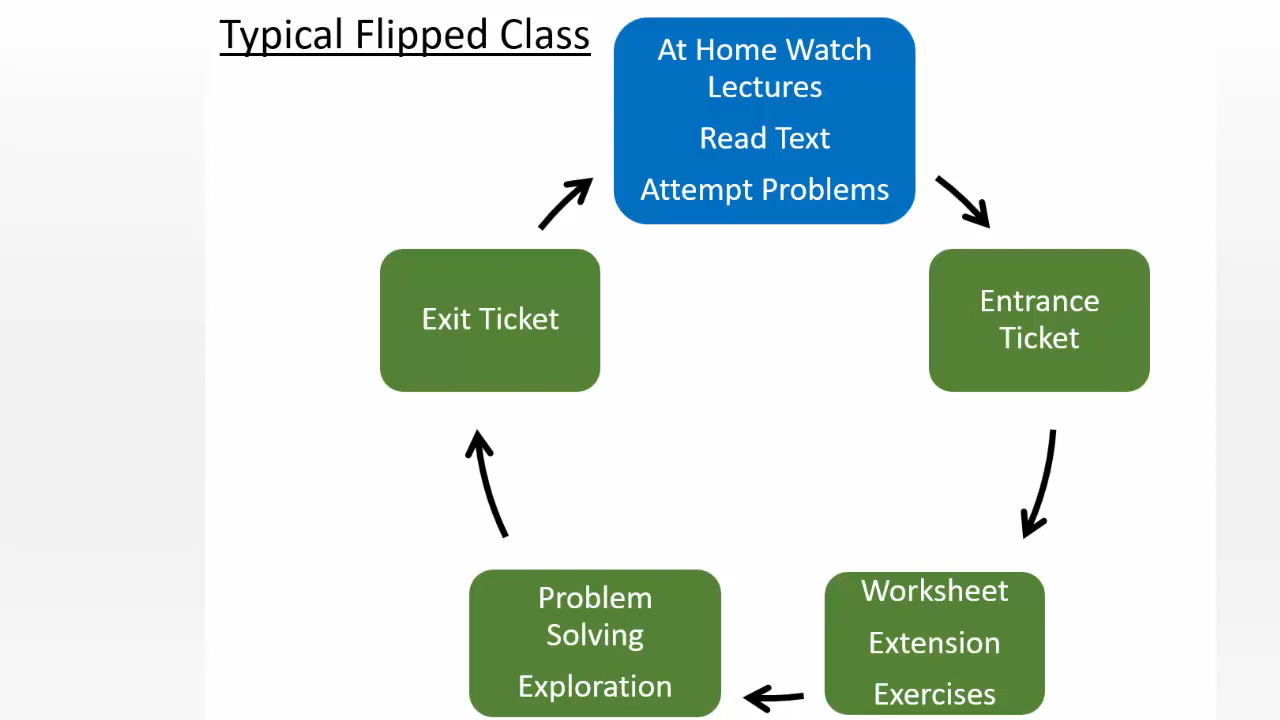 Typical Flipped Class
At Home Watch
Lectures
Read Text
Attempt Problems
Entrance
Ticket
Worksheet
Extension
Exercises
Problem
Solving
Exploration
Exit Ticket